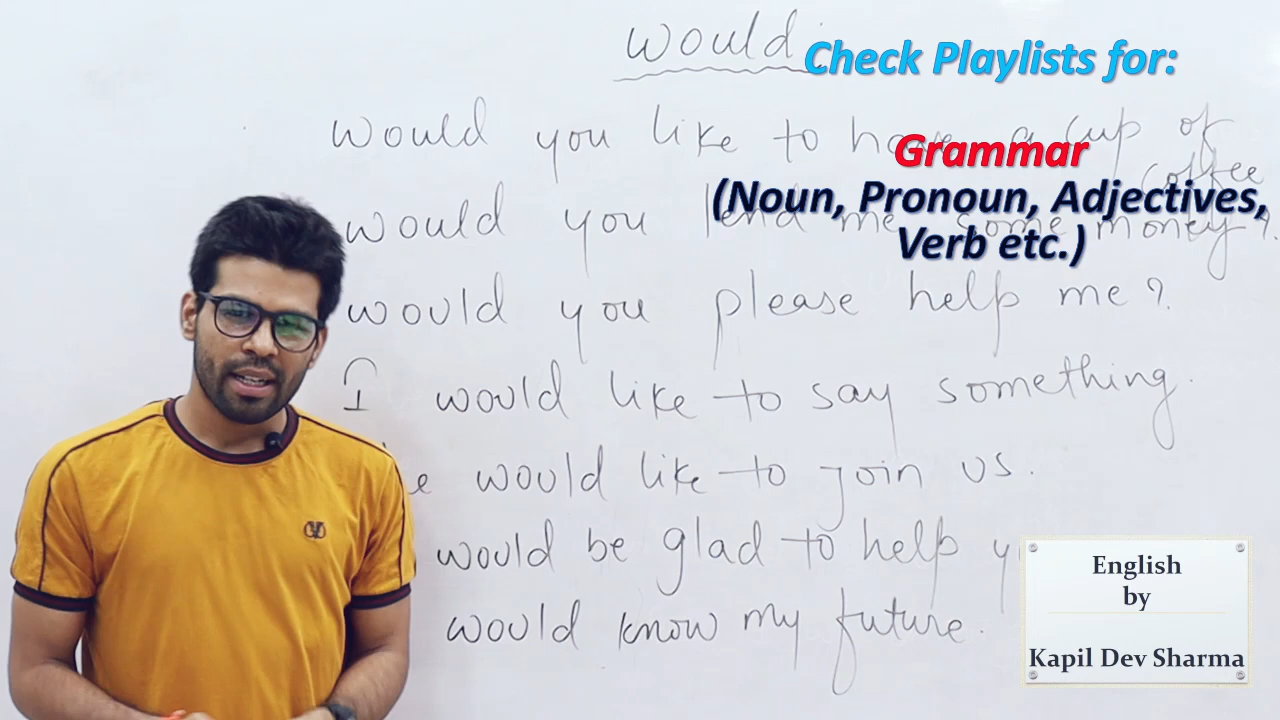 would
Check Playlists for:
would you like to have a cup of
coffee
Grammar
(Noun, Pronoun, Adjectives,
Verb etc.)
would you lend me some money?
would you please help me?
I would like to say something.
would like to join us.
would be glad to help
would know my future.
English
by
Kapil Dev Sharma